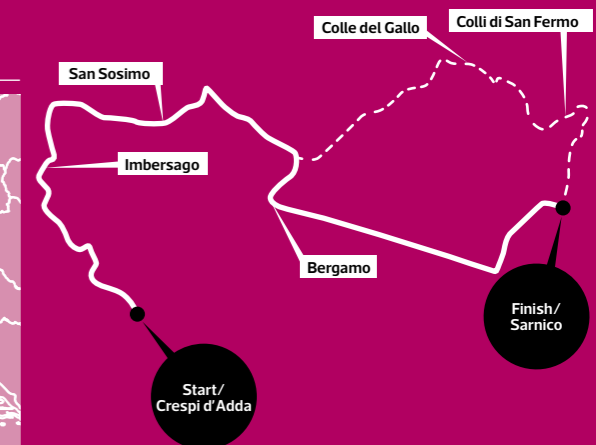 Colle del Gallo
Colli di San Fermo
San Sosimo
Imbersago
Bergamo
Finish/
Sarnico
Start/
Crespi d'Adda